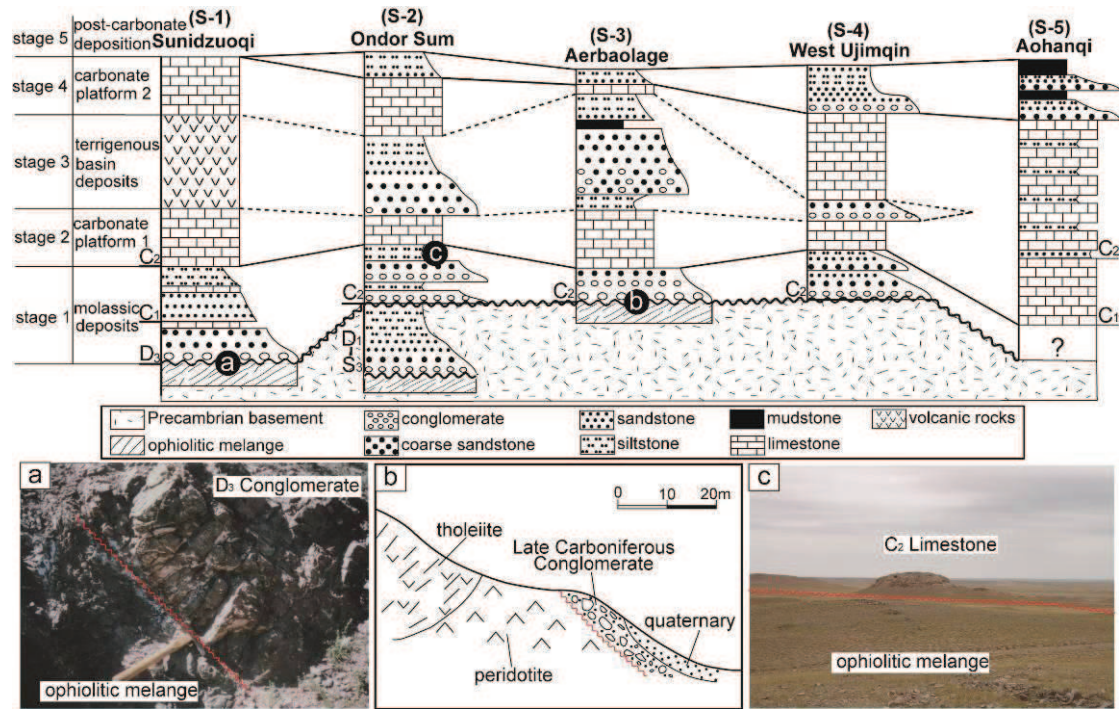 (S-1)
Sunidzuoqi
(S-2)
Ondor Sum
(S-3)
Aerbaolage
(S-4)
West Ujimqin
(S-5)
Aohanqi
stage 5
post-carbonate
deposition
stage 4
carbonate
platform 2
stage 3
terrigenous
basin
deposits
stage 2
carbonate
platform 1
stage 1
molassic
deposits
C2
C1
D3
a
c
C2
D1
S3
C2
b
C2
C2
C1
?
Precambrian basement
conglomerate
sandstone
mudstone
volcanic rocks
ophiolitic melange
coarse sandstone
siltstone
limestone
a
D3 Conglomerate
ophiolitic melange
b
0 10 20m
tholeiite
Late Carboniferous
Conglomerate
quaternary
peridotite
c
C2 Limestone
ophiolitic melange